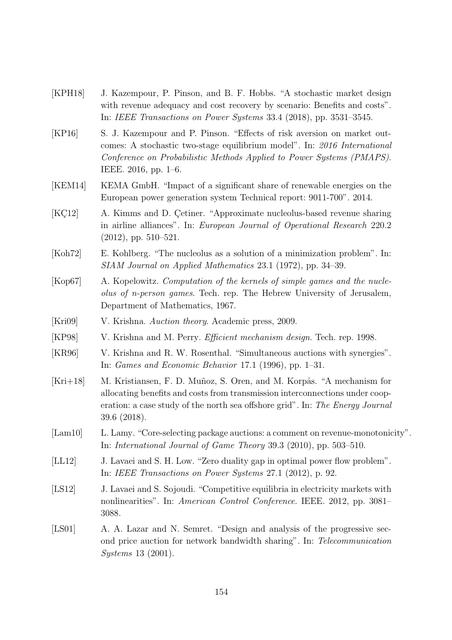 [KPH18] J. Kazempour, P. Pinson, and B. F. Hobbs. “A stochastic market design
with revenue adequacy and cost recovery by scenario: Benefits and costs”.
In: IEEE Transactions on Power Systems 33.4 (2018), pp. 3531–3545.
[KP16] S. J. Kazempour and P. Pinson. “Effects of risk aversion on market out-
comes: A stochastic two-stage equilibrium model”. In: 2016 International
Conference on Probabilistic Methods Applied to Power Systems (PMAPS).
IEEE. 2016, pp. 1–6.
[KEM14] KEMA GmbH. “Impact of a significant share of renewable energies on the
European power generation system Technical report: 9011-700”. 2014.
[KÇ12] A. Kimms and D. Çetiner. “Approximate nucleolus-based revenue sharing
in airline alliances”. In: European Journal of Operational Research 220.2
(2012), pp. 510–521.
[Koh72] E. Kohlberg. “The nucleolus as a solution of a minimization problem”. In:
SIAM Journal on Applied Mathematics 23.1 (1972), pp. 34–39.
[Kop67] A. Kopelowitz. Computation of the kernels of simple games and the nucle-
olus of n-person games. Tech. rep. The Hebrew University of Jerusalem,
Department of Mathematics, 1967.
[Kri09] V. Krishna. Auction theory. Academic press, 2009.
[KP98] V. Krishna and M. Perry. Efficient mechanism design. Tech. rep. 1998.
[KR96] V. Krishna and R. W. Rosenthal. “Simultaneous auctions with synergies”.
In: Games and Economic Behavior 17.1 (1996), pp. 1–31.
[Kri+18] M. Kristiansen, F. D. Muñoz, S. Oren, and M. Korpås. “A mechanism for
allocating benefits and costs from transmission interconnections under coop-
eration: a case study of the north sea offshore grid”. In: The Energy Journal
39.6 (2018).
[Lam10] L. Lamy. “Core-selecting package auctions: a comment on revenue-monotonicity”.
In: International Journal of Game Theory 39.3 (2010), pp. 503–510.
[LL12] J. Lavaei and S. H. Low. “Zero duality gap in optimal power flow problem”.
In: IEEE Transactions on Power Systems 27.1 (2012), p. 92.
[LS12] J. Lavaei and S. Sojoudi. “Competitive equilibria in electricity markets with
nonlinearities”. In: American Control Conference. IEEE. 2012, pp. 3081–
3088.
[LS01] A. A. Lazar and N. Semret. “Design and analysis of the progressive sec-
ond price auction for network bandwidth sharing”. In: Telecommunication
Systems 13 (2001).
154